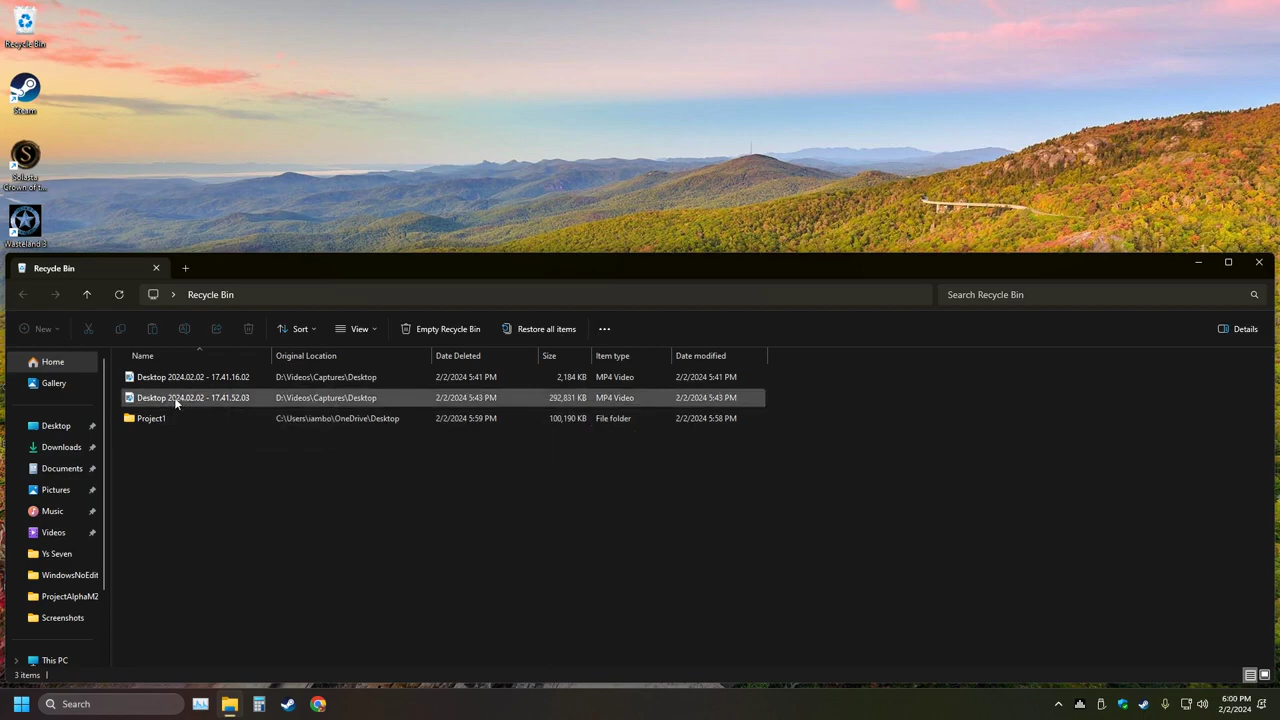 Recycle Bin
Steam
Solasta
Crown of t...
Wasteland 3
Recycle Bin
Recycle Bin
Search Recycle Bin
New
Sort
View
Empty Recycle Bin
Restore all items
Details
Name
Original Location
Date Deleted
Size
Item type
Date modified
Home
Desktop 2024.02.02 - 17.41.16.02 D:\Videos\Captures\Desktop 2/2/2024 5:41 PM 2,184 KB MP4 Video 2/2/2024 5:41 PM
Gallery
Desktop 2024.02.02 - 17.41.52.03 D:\Videos\Captures\Desktop 2/2/2024 5:43 PM 292,831 KB MP4 Video 2/2/2024 5:43 PM
Project1 C:\Users\iambo\OneDrive\Desktop 2/2/2024 5:59 PM 100,190 KB File folder 2/2/2024 5:58 PM
Desktop
Downloads
Documents
Pictures
Music
Videos
Ys Seven
WindowsNoEdit
ProjectAlphaM2
Screenshots
This PC
3 items
Search
6:00 PM
2/2/2024